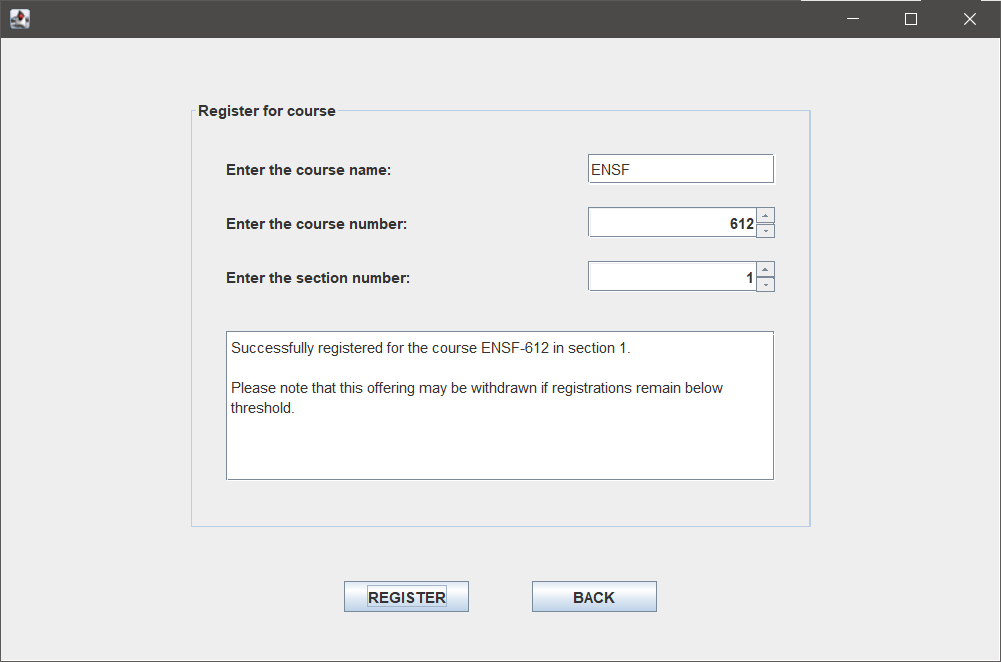 Register for course
Enter the course name:
ENSF
Enter the course number:
612
Enter the section number:
1
Successfully registered for the course ENSF-612 in section 1.
Please note that this offering may be withdrawn if registrations remain below
threshold.
REGISTER
BACK